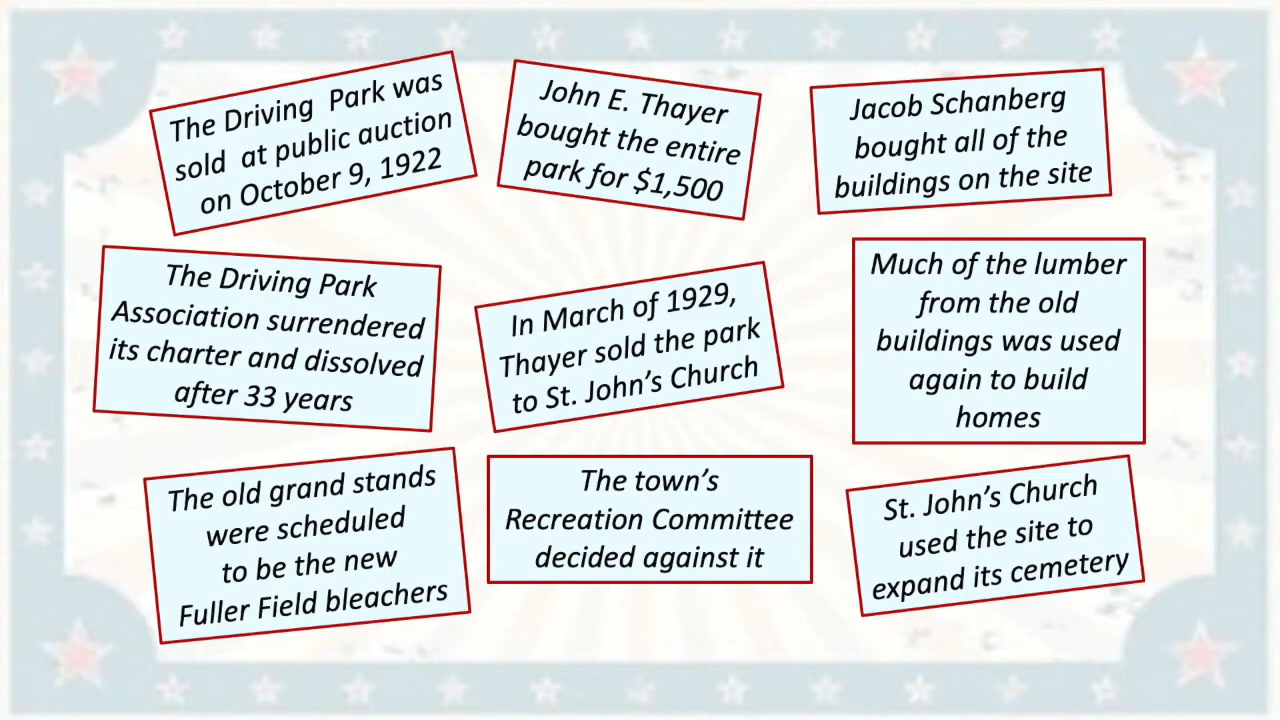 The Driving Park was
sold at public auction
on October 9, 1922
John E. Thayer
bought the entire
park for $1,500
Jacob Schanberg
bought all of the
buildings on the site
The Driving Park
Association surrendered
its charter and dissolved
after 33 years
In March of 1929,
Thayer sold the park
to St. John's Church
Much of the lumber
from the old
buildings was used
again to build
homes
The old grand stands
were scheduled
to be the new
Fuller Field bleachers
The town's
Recreation Committee
decided against it
St. John's Church
used the site to
expand its cemetery